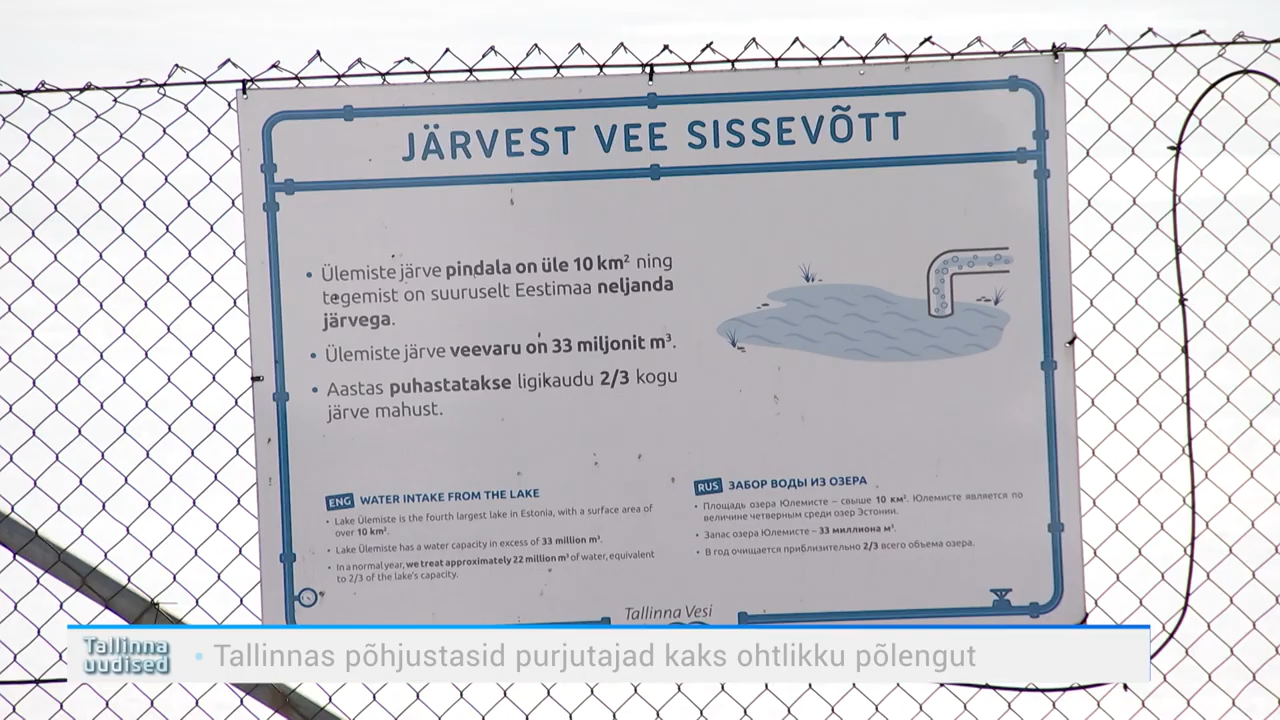 JÄRVEST VEE SISSEVÕTT
• Ülemiste järve pindala on üle 10 km² ning
tegemist on suuruselt Eestimaa neljanda
järvega.
• Ülemiste järve veevaru on 33 miljonit m³.
• Aastas puhastatakse ligikaudu 2/3 kogu
järve mahust.
ENG WATER INTAKE FROM THE LAKE
• Lake Ülemiste is the fourth largest lake in Estonia, with a surface area of
over 10 km².
• Lake Ülemiste has a water capacity in excess of 33 million m³.
• In a normal year, we treat approximately 22 million m³ of water, equivalent
to 2/3 of the lake's capacity.
RUS ЗАБОР ВОДЫ ИЗ ОЗЕРА
• Площадь озера Юлемисте – свыше 10 км². Юлемисте является по
величине четверным среди озер Эстонии.
• Запас озера Юлемисте – 33 миллиона м³.
• В год очищается приблизительно 2/3 всего объема озера.
Tallinna Vesi
Tallinna
uudised
• Tallinnas põhjustasid purjutajad kaks ohtlikku põlengut